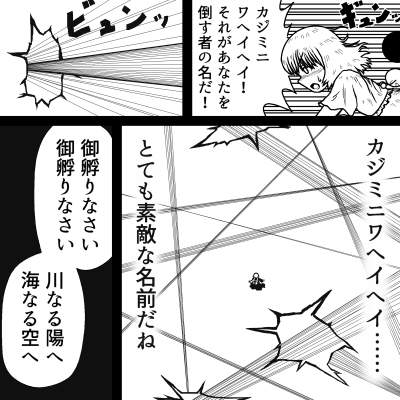 ギュンッ
カジミニ
ワヘイヘイ!
それがあなたを
倒す者の名だ!
ビュンッ
カジミニワヘイヘイ……
とても素敵な名前だね
御孵りなさい
御孵りなさい
川なる陽へ
海なる空へ